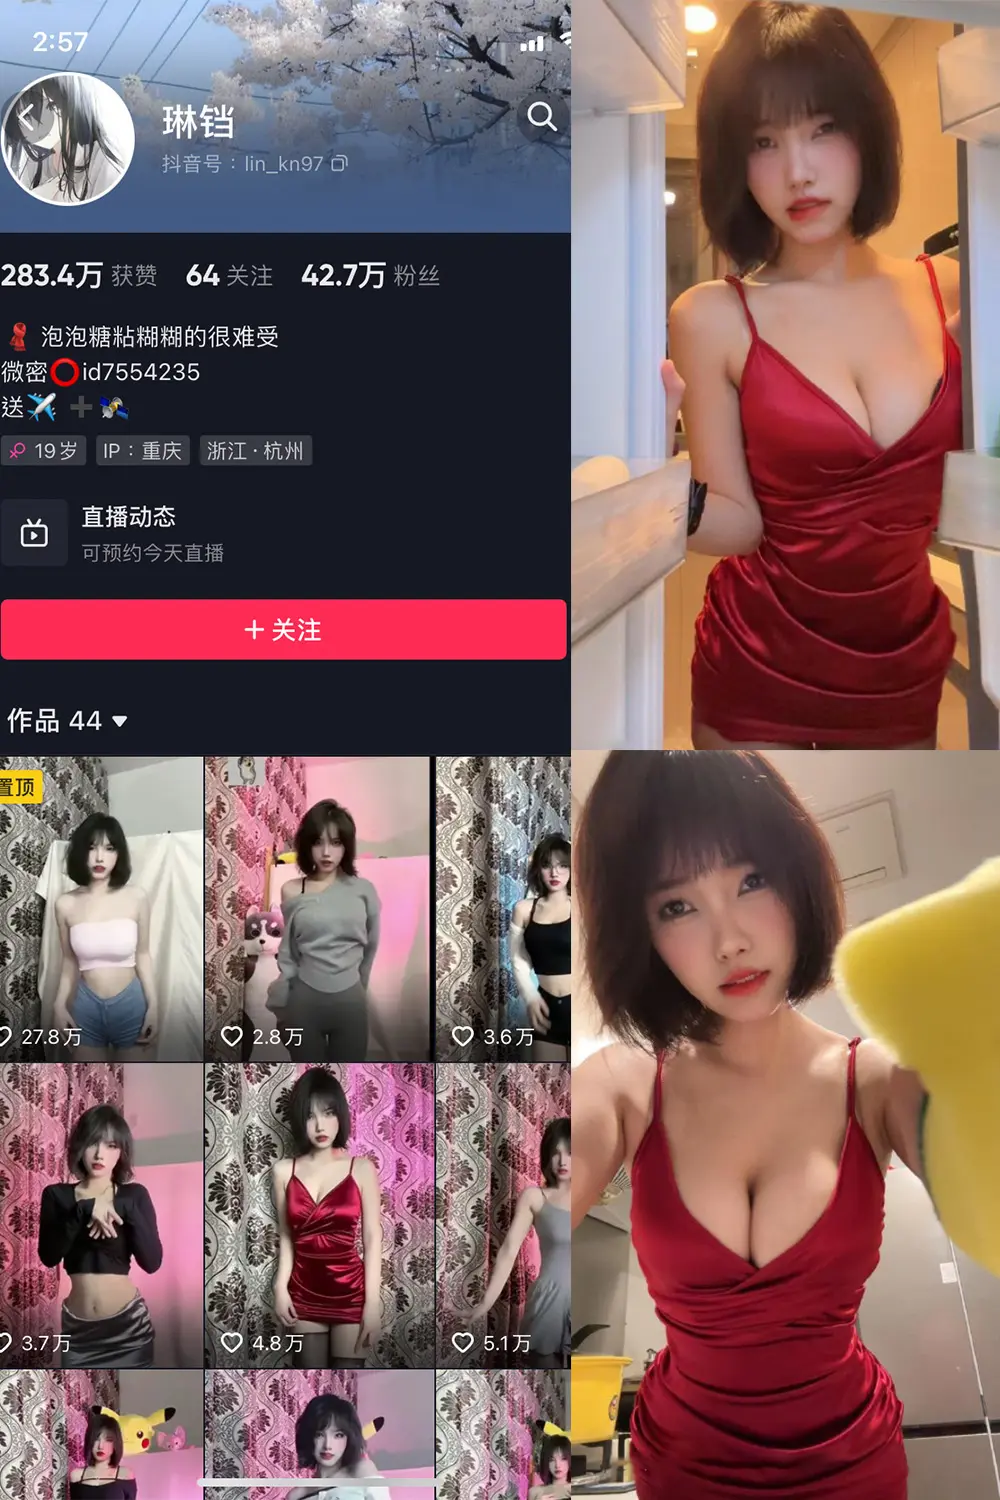 2:57
琳铛
抖音号：lin_kn97
283.4万 获赞 64 关注 42.7万 粉丝
泡泡糖粘糊糊的很难受
微密⭕id7554235
送✈️➕🛰️
19岁 IP：重庆 浙江·杭州
直播动态
可预约今天直播
+ 关注
作品 44
置顶
27.8万 2.8万 3.6万
3.7万 4.8万 5.1万